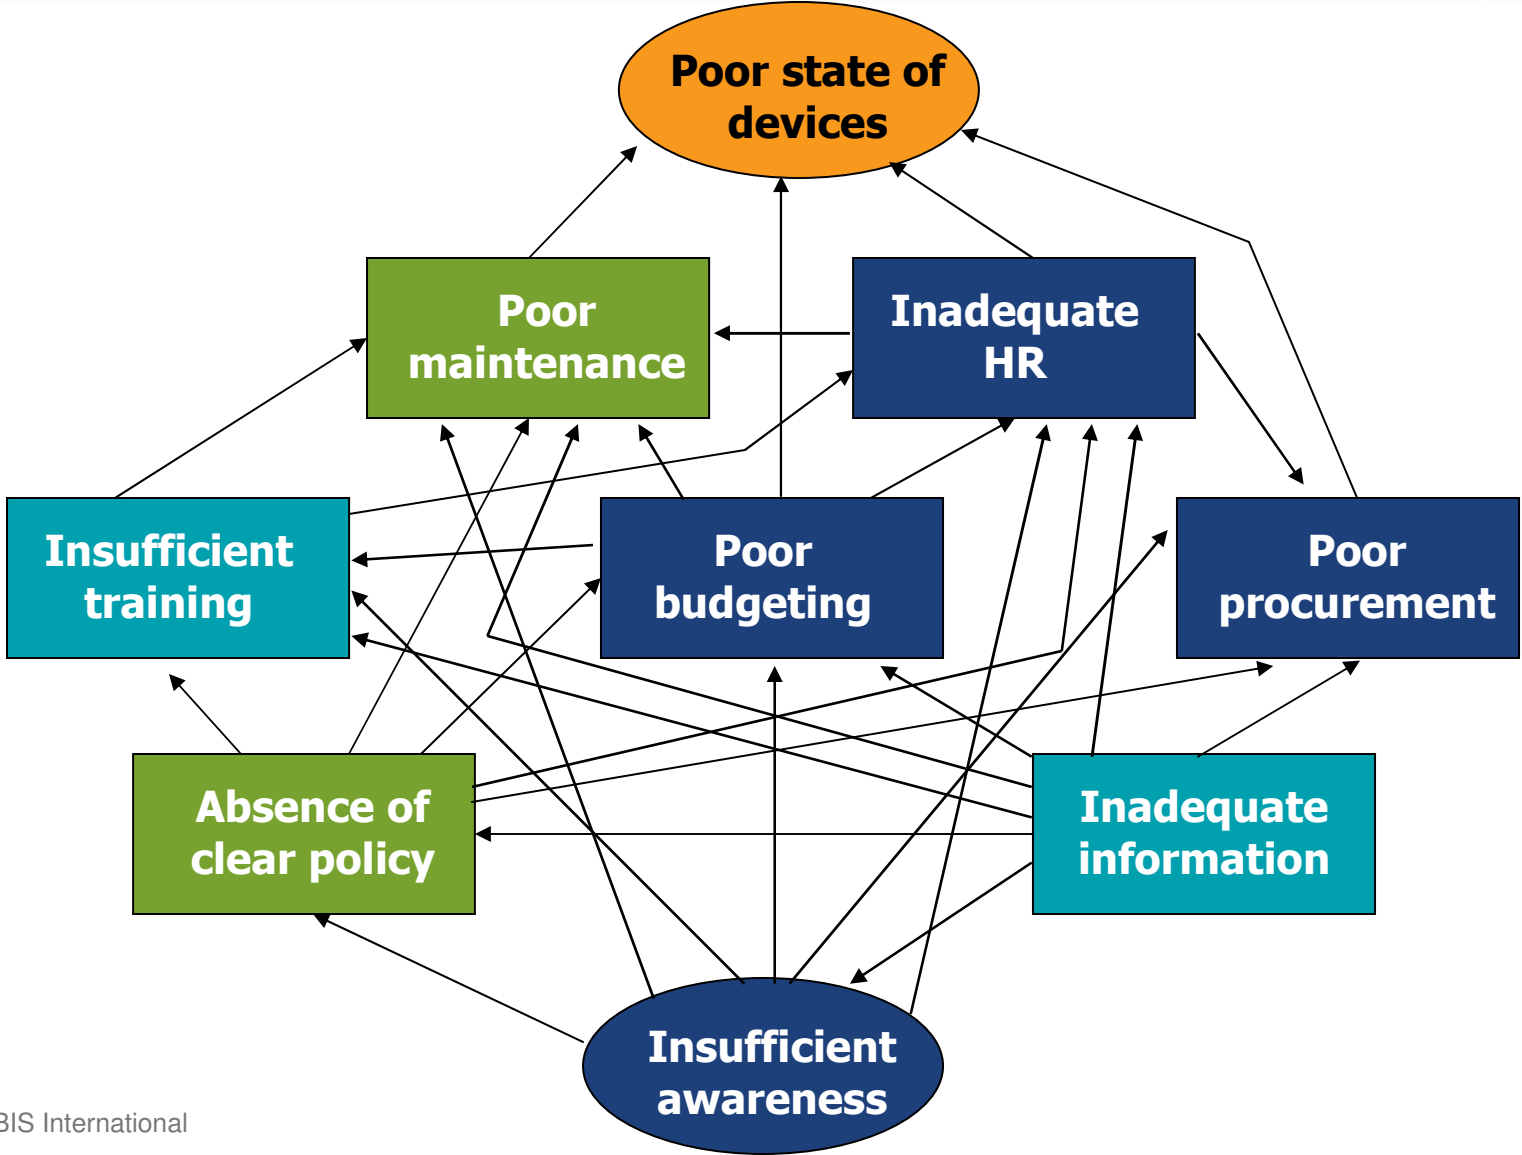 Poor state of
devices
Poor
maintenance
Inadequate
HR
Insufficient
training
Poor
budgeting
Poor
procurement
Absence of
clear policy
Inadequate
information
Insufficient
awareness
BIS International